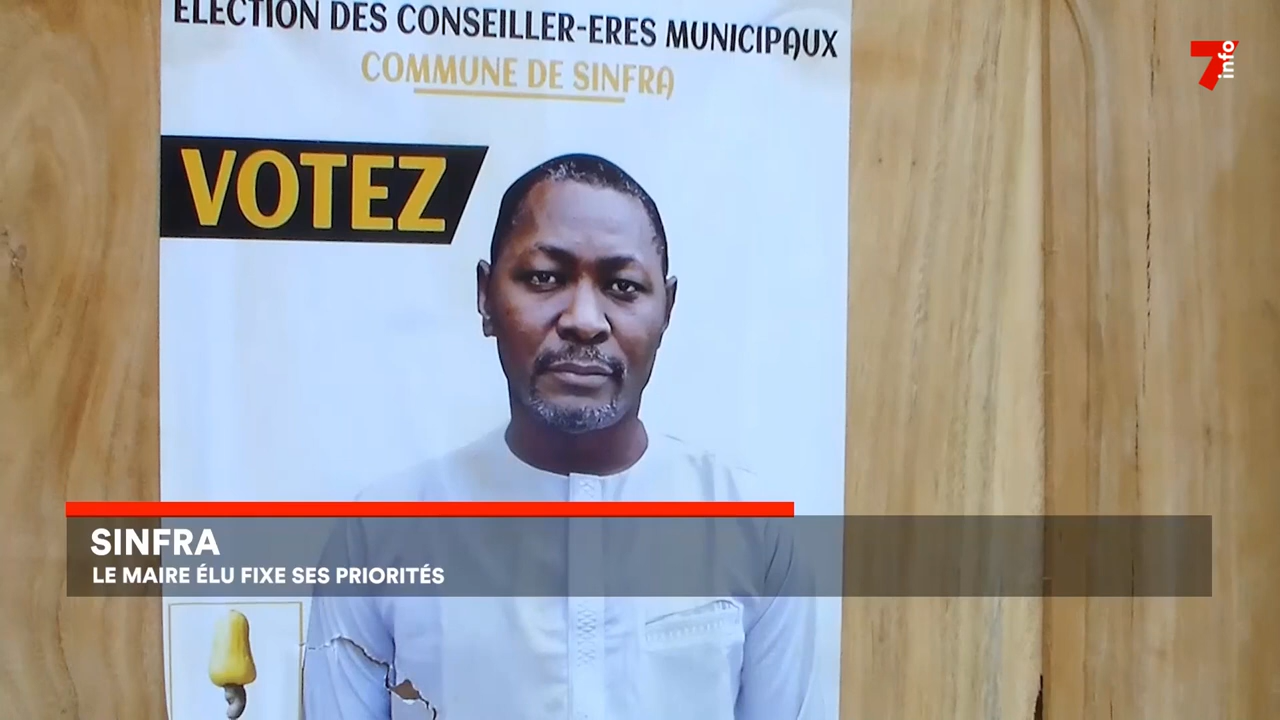 ELECTION DES CONSEILLER-ERES MUNICIPAUX
COMMUNE DE SINFRA
VOTEZ
7info
SINFRA
LE MAIRE ÉLU FIXE SES PRIORITÉS